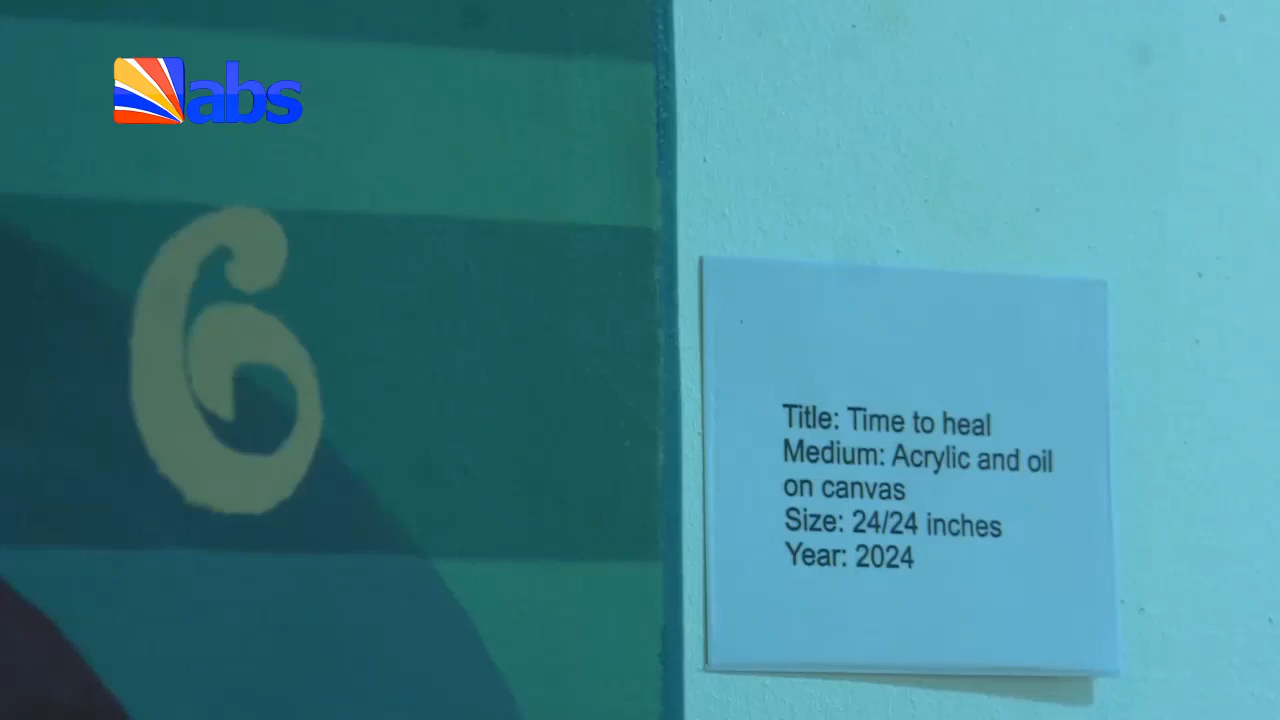 abs
6
Title: Time to heal
Medium: Acrylic and oil
on canvas
Size: 24/24 inches
Year: 2024